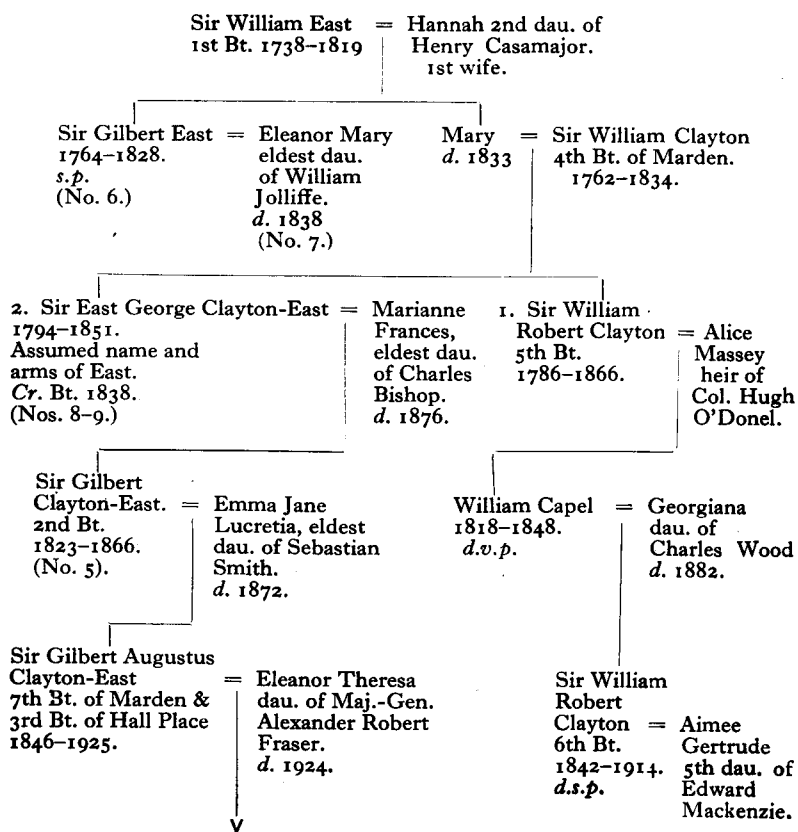 Sir William East = Hannah 2nd dau. of
1st Bt. 1738–1819 Henry Casamajor.
1st wife.
Sir Gilbert East = Eleanor Mary
1764–1828. eldest dau.
s.p. of William
(No. 6.) Jolliffe.
d. 1838
(No. 7.)
Mary = Sir William Clayton
d. 1833 4th Bt. of Marden.
1762–1834.
2. Sir East George Clayton-East = Marianne
1794–1851. Frances,
Assumed name and eldest dau.
arms of East. of Charles
Cr. Bt. 1838. Bishop.
(Nos. 8–9.) d. 1876.
1. Sir William
Robert Clayton = Alice
5th Bt. Massey
1786–1866. heir of
Col. Hugh
O'Donel.
Sir Gilbert
Clayton-East. = Emma Jane
2nd Bt. Lucretia, eldest
1823–1866. dau. of Sebastian
(No. 5). Smith.
d. 1872.
William Capel = Georgiana
1818–1848. dau. of
d.v.p. Charles Wood
d. 1882.
Sir Gilbert Augustus
Clayton-East = Eleanor Theresa
7th Bt. of Marden & dau. of Maj.-Gen.
3rd Bt. of Hall Place Alexander Robert
1846–1925. Fraser.
d. 1924.
Sir William
Robert
Clayton = Aimee
6th Bt. Gertrude
1842–1914. 5th dau. of
d.s.p. Edward
Mackenzie.